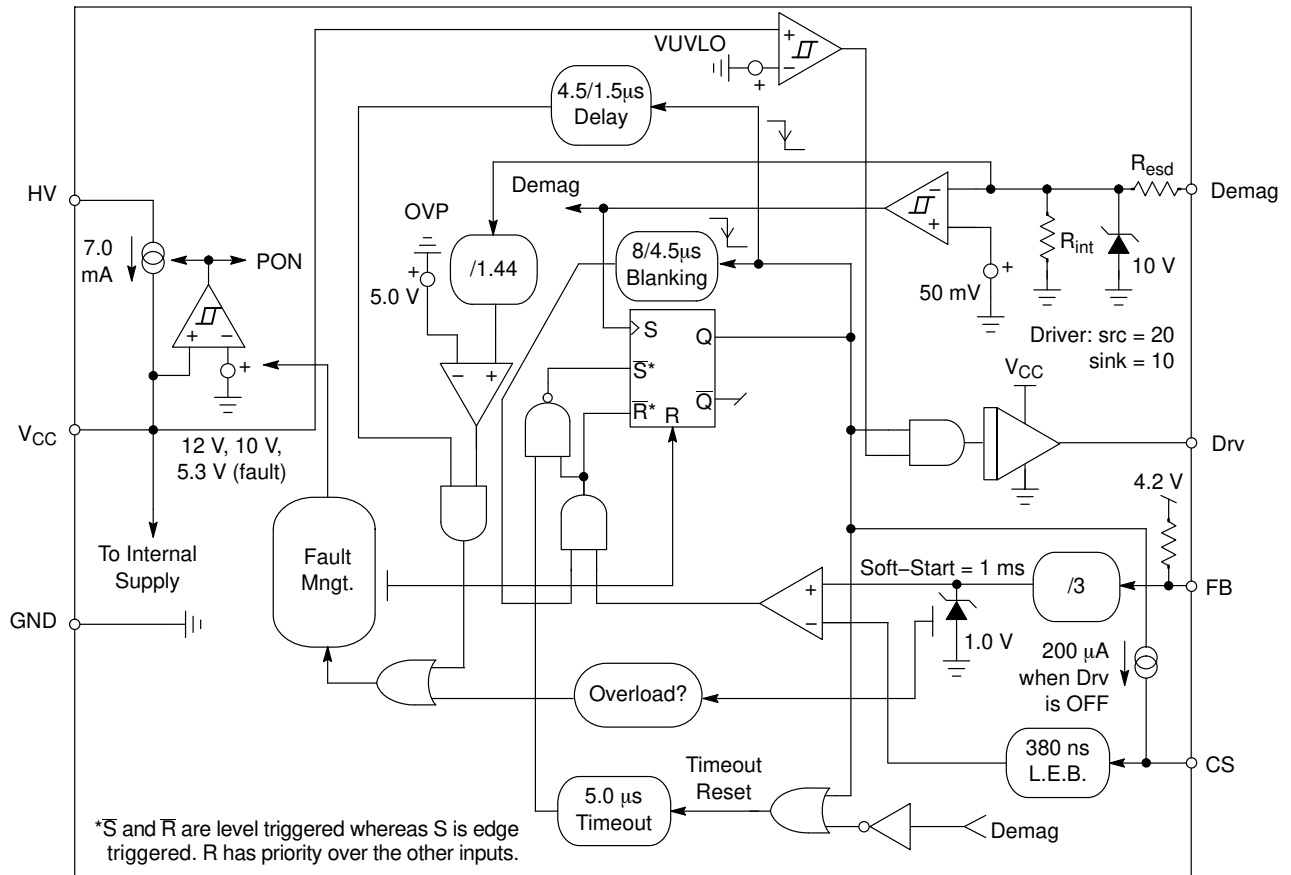 VUVLO
+
−
+
4.5/1.5μs
Delay
HV
Demag
OVP
+
5.0 V
/1.44
8/4.5μs
Blanking
−
+
Resd
Demag
Rint
10 V
+
50 mV
7.0
mA
PON
+
−
+
S
Q
S*
Q
R*
R
−
+
Driver: src = 20
sink = 10
VCC
VCC
12 V, 10 V,
5.3 V (fault)
Drv
4.2 V
To Internal
Supply
Fault
Mngt.
Soft−Start = 1 ms
+
−
/3
FB
1.0 V
GND
200 μA
when Drv
is OFF
Overload?
380 ns
L.E.B.
CS
Timeout
Reset
5.0 μs
Timeout
Demag
*S and R are level triggered whereas S is edge
triggered. R has priority over the other inputs.